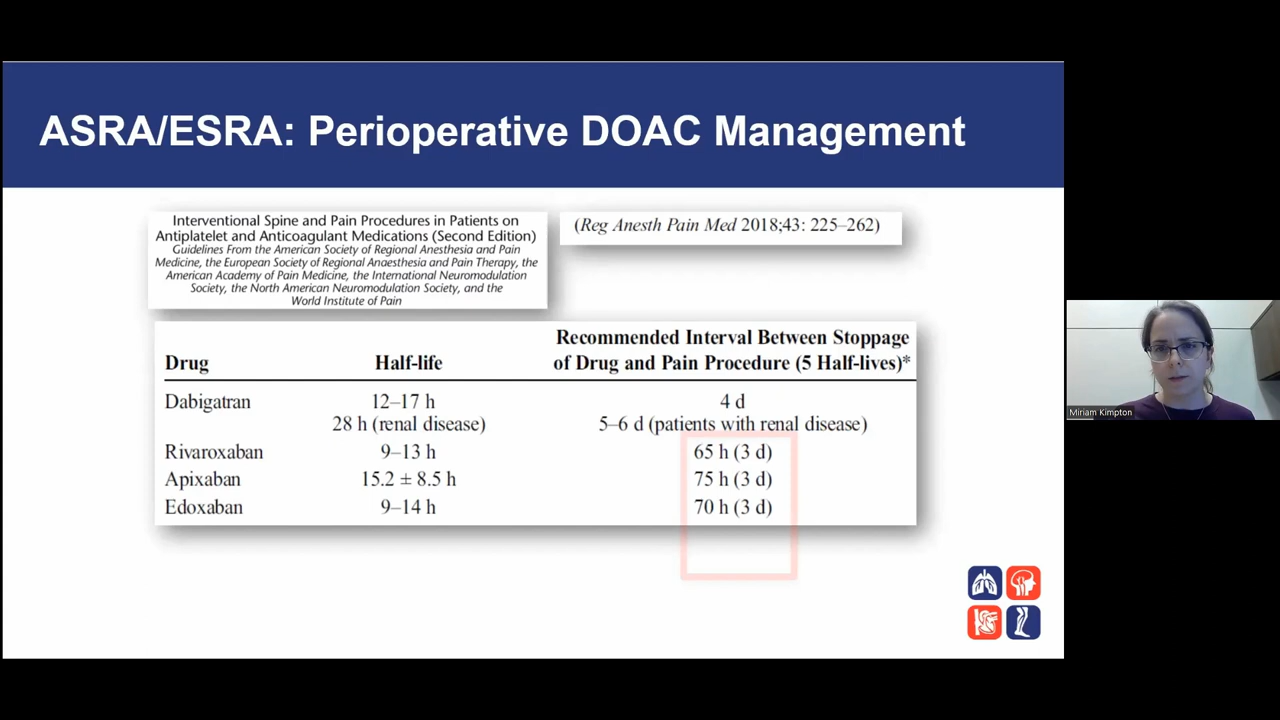 ASRA/ESRA: Perioperative DOAC Management
Interventional Spine and Pain Procedures in Patients on
Antiplatelet and Anticoagulant Medications (Second Edition)
Guidelines From the American Society of Regional Anesthesia and Pain
Medicine, the European Society of Regional Anaesthesia and Pain Therapy, the
American Academy of Pain Medicine, the International Neuromodulation
Society, the North American Neuromodulation Society, and the
World Institute of Pain
(Reg Anesth Pain Med 2018;43: 225–262)
Recommended Interval Between Stoppage
Drug Half-life of Drug and Pain Procedure (5 Half-lives)*
Dabigatran 12–17 h 4 d
28 h (renal disease) 5–6 d (patients with renal disease)
Rivaroxaban 9–13 h 65 h (3 d)
Apixaban 15.2 ± 8.5 h 75 h (3 d)
Edoxaban 9–14 h 70 h (3 d)
Miriam Kimpton